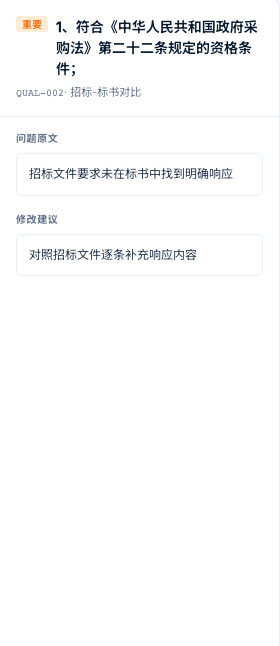 重要
1、符合《中华人民共和国政府采
购法》第二十二条规定的资格条
件；
QUAL-002· 招标-标书对比
问题原文
招标文件要求未在标书中找到明确响应
修改建议
对照招标文件逐条补充响应内容